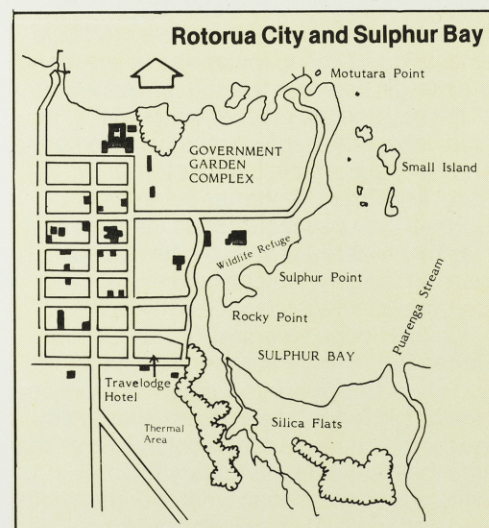 Rotorua City and Sulphur Bay
Motutara Point
GOVERNMENT
GARDEN
COMPLEX
Small Island
Wildlife Refuge
Sulphur Point
Rocky Point
Puarenga Stream
SULPHUR BAY
Travelodge
Hotel
Silica Flats
Thermal
Area